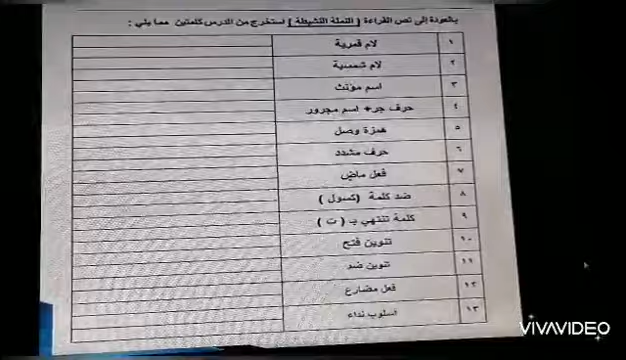 بالعودة إلى نص القراءة ( النملة النشيطة ) استخرج من الدرس كلمتين مما يلي :
١ لام قمرية
٢ لام شمسية
٣ اسم مؤنث
٤ حرف جر+ اسم مجرور
٥ همزة وصل
٦ حرف مشدد
٧ فعل ماضٍ
٨ ضد كلمة (كسول )
٩ كلمة تنتهي بـ ( ت )
١٠ تنوين فتح
١١ تنوين ضد
١٢ فعل مضارع
١٣ اسلوب نداء
VIVAVIDEO